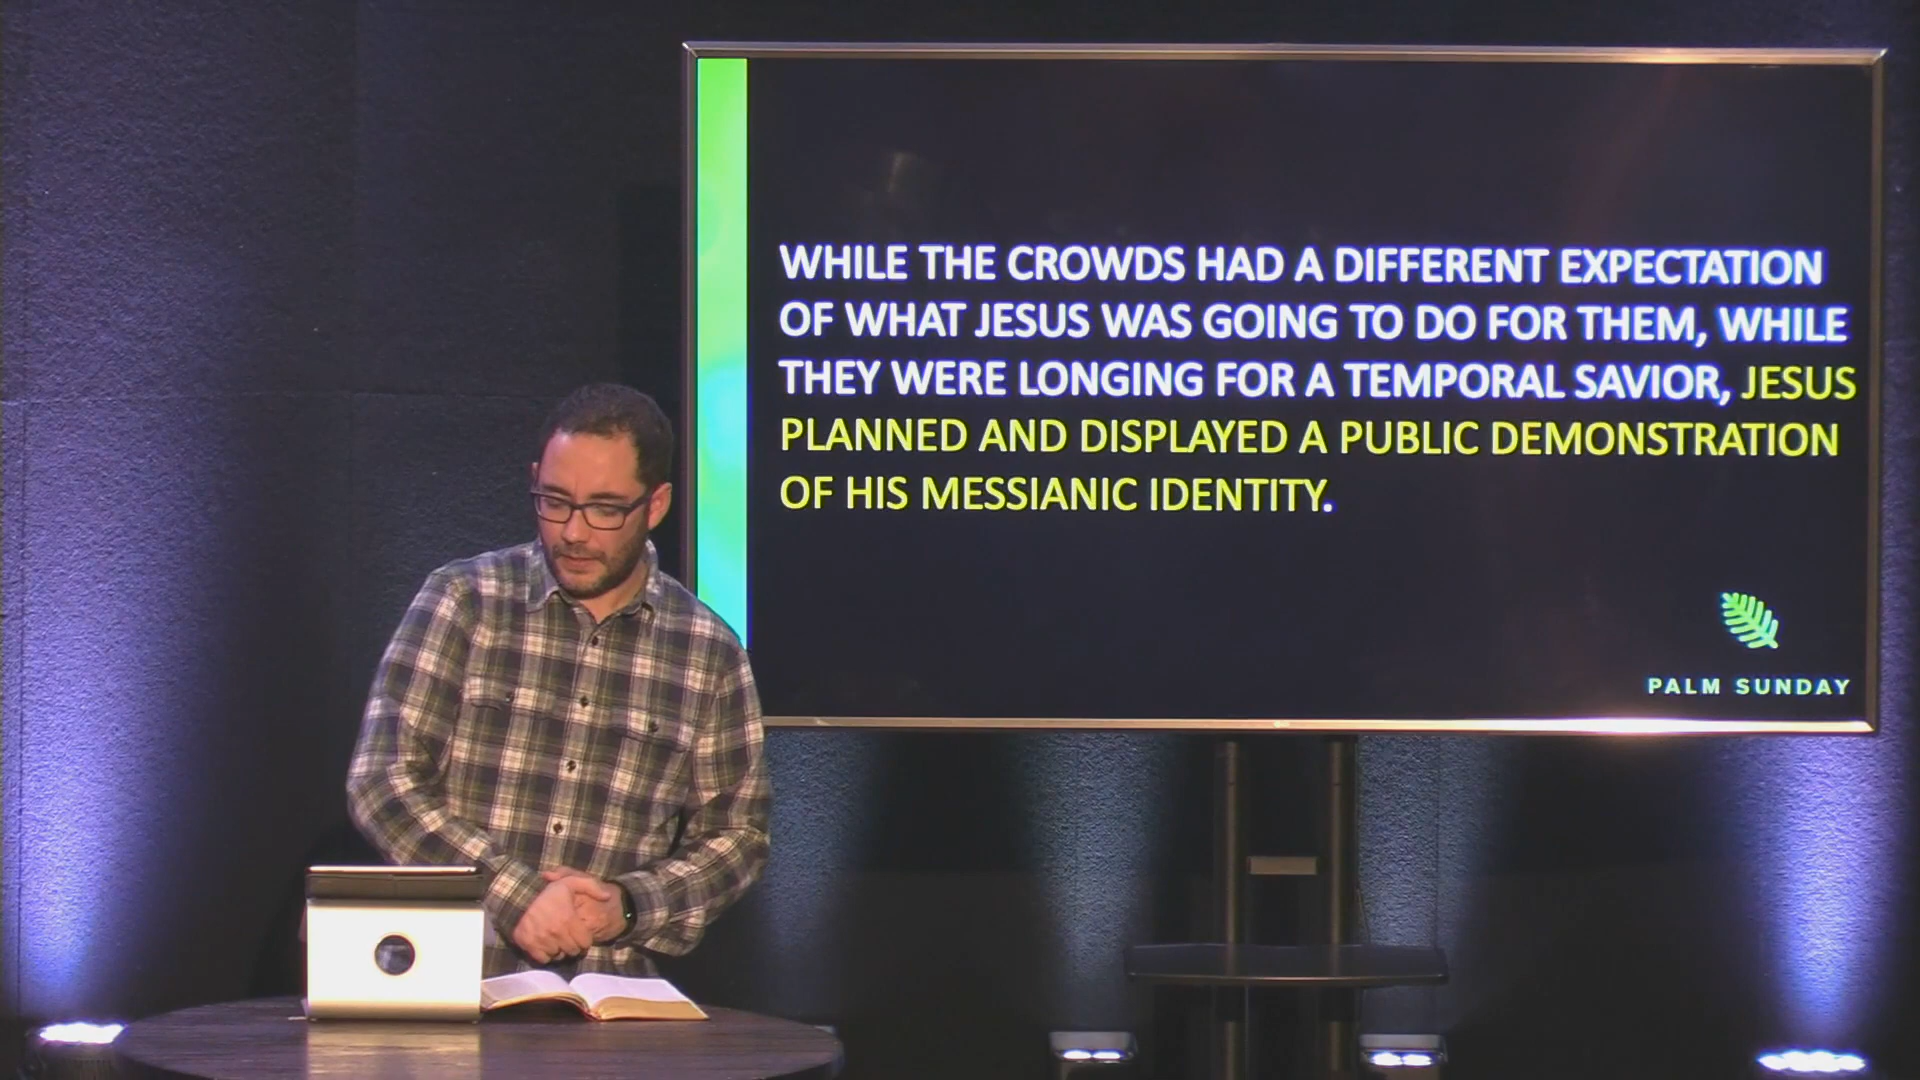 WHILE THE CROWDS HAD A DIFFERENT EXPECTATION
OF WHAT JESUS WAS GOING TO DO FOR THEM, WHILE
THEY WERE LONGING FOR A TEMPORAL SAVIOR, JESUS
PLANNED AND DISPLAYED A PUBLIC DEMONSTRATION
OF HIS MESSIANIC IDENTITY.
PALM SUNDAY